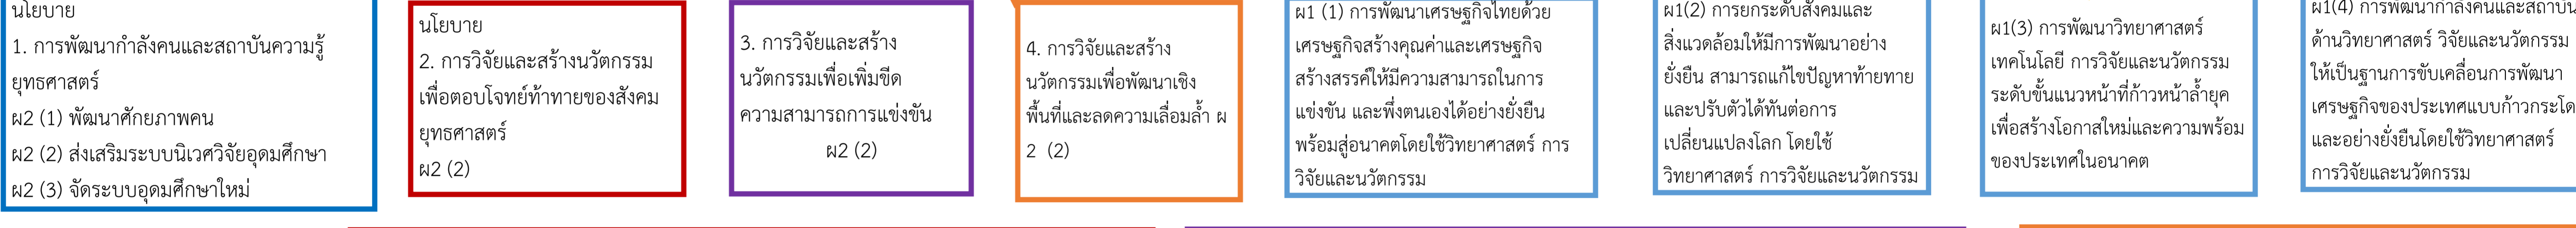 นโยบาย
1. การพัฒนากำลังคนและสถาบันความรู้
ยุทธศาสตร์
ผ2 (1) พัฒนาศักยภาพคน
ผ2 (2) ส่งเสริมระบบนิเวศวิจัยอุดมศึกษา
ผ2 (3) จัดระบบอุดมศึกษาใหม่
นโยบาย
2. การวิจัยและสร้างนวัตกรรม
เพื่อตอบโจทย์ท้าทายของสังคม
ยุทธศาสตร์
ผ2 (2)
3. การวิจัยและสร้าง
นวัตกรรมเพื่อเพิ่มขีด
ความสามารถการแข่งขัน
ผ2 (2)
4. การวิจัยและสร้าง
นวัตกรรมเพื่อพัฒนาเชิง
พื้นที่และลดความเลื่อมล้ำ ผ
2 (2)
ผ1 (1) การพัฒนาเศรษฐกิจไทยด้วย
เศรษฐกิจสร้างคุณค่าและเศรษฐกิจ
สร้างสรรค์ให้มีความสามารถในการ
แข่งขัน และพึ่งตนเองได้อย่างยั่งยืน
พร้อมสู่อนาคตโดยใช้วิทยาศาสตร์ การ
วิจัยและนวัตกรรม
ผ1(2) การยกระดับสังคมและ
สิ่งแวดล้อมให้มีการพัฒนาอย่าง
ยั่งยืน สามารถแก้ไขปัญหาท้าทาย
และปรับตัวได้ทันต่อการ
เปลี่ยนแปลงโลก โดยใช้
วิทยาศาสตร์ การวิจัยและนวัตกรรม
ผ1(3) การพัฒนาวิทยาศาสตร์
เทคโนโลยี การวิจัยและนวัตกรรม
ระดับขั้นแนวหน้าที่ก้าวหน้าล้ำยุค
เพื่อสร้างโอกาสใหม่และความพร้อม
ของประเทศในอนาคต
ผ1(4) การพัฒนากำลังคนและสถาบัน
ด้านวิทยาศาสตร์ วิจัยและนวัตกรรม
ให้เป็นฐานการขับเคลื่อนการพัฒนา
เศรษฐกิจของประเทศแบบก้าวกระโด
และอย่างยั่งยืนโดยใช้วิทยาศาสตร์
การวิจัยและนวัตกรรม